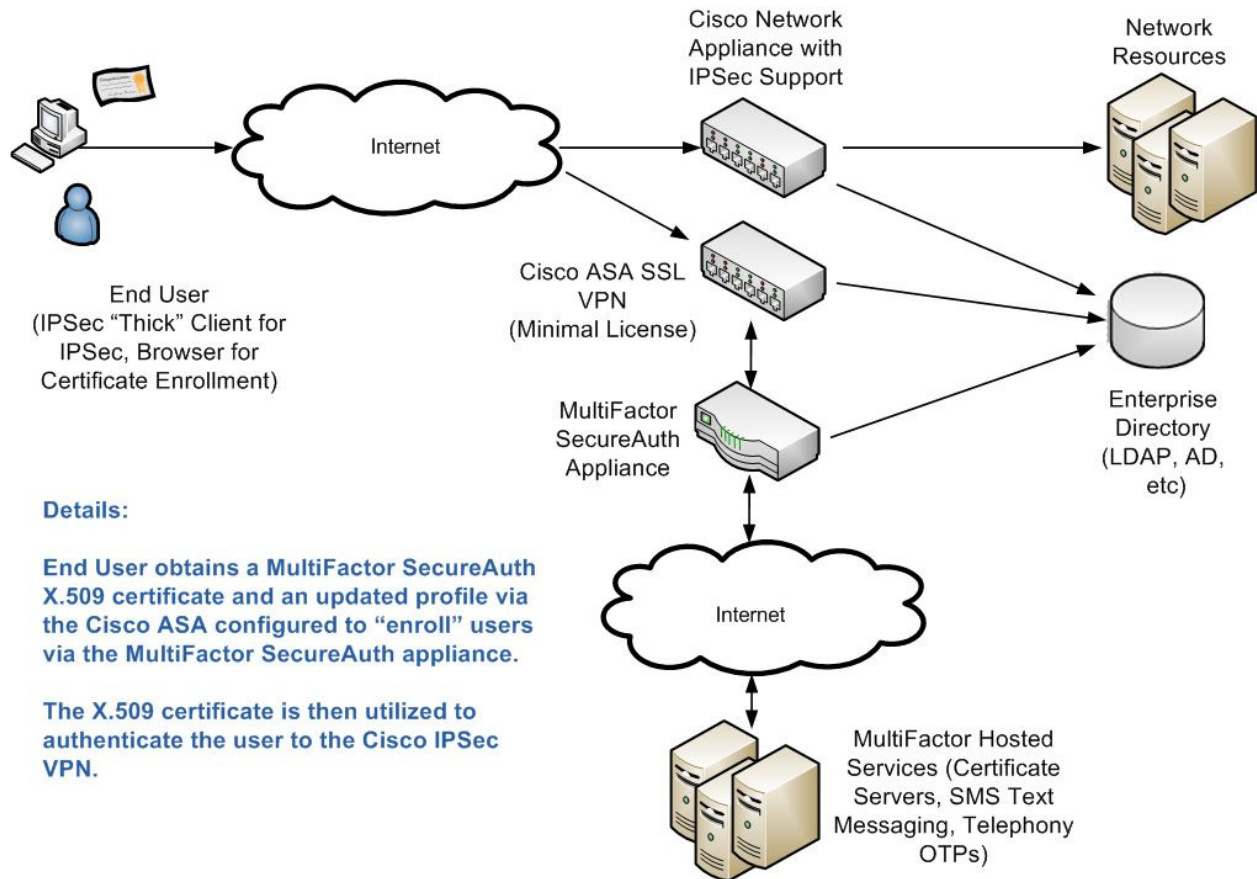 Cisco Network
Appliance with
IPSec Support
Network
Resources
Internet
End User
(IPSec “Thick” Client for
IPSec, Browser for
Certificate Enrollment)
Cisco ASA SSL
VPN
(Minimal License)
MultiFactor
SecureAuth
Appliance
Enterprise
Directory
(LDAP, AD,
etc)
Details:
End User obtains a MultiFactor SecureAuth
X.509 certificate and an updated profile via
the Cisco ASA configured to “enroll” users
via the MultiFactor SecureAuth appliance.
The X.509 certificate is then utilized to
authenticate the user to the Cisco IPSec
VPN.
Internet
MultiFactor Hosted
Services (Certificate
Servers, SMS Text
Messaging, Telephony
OTPs)